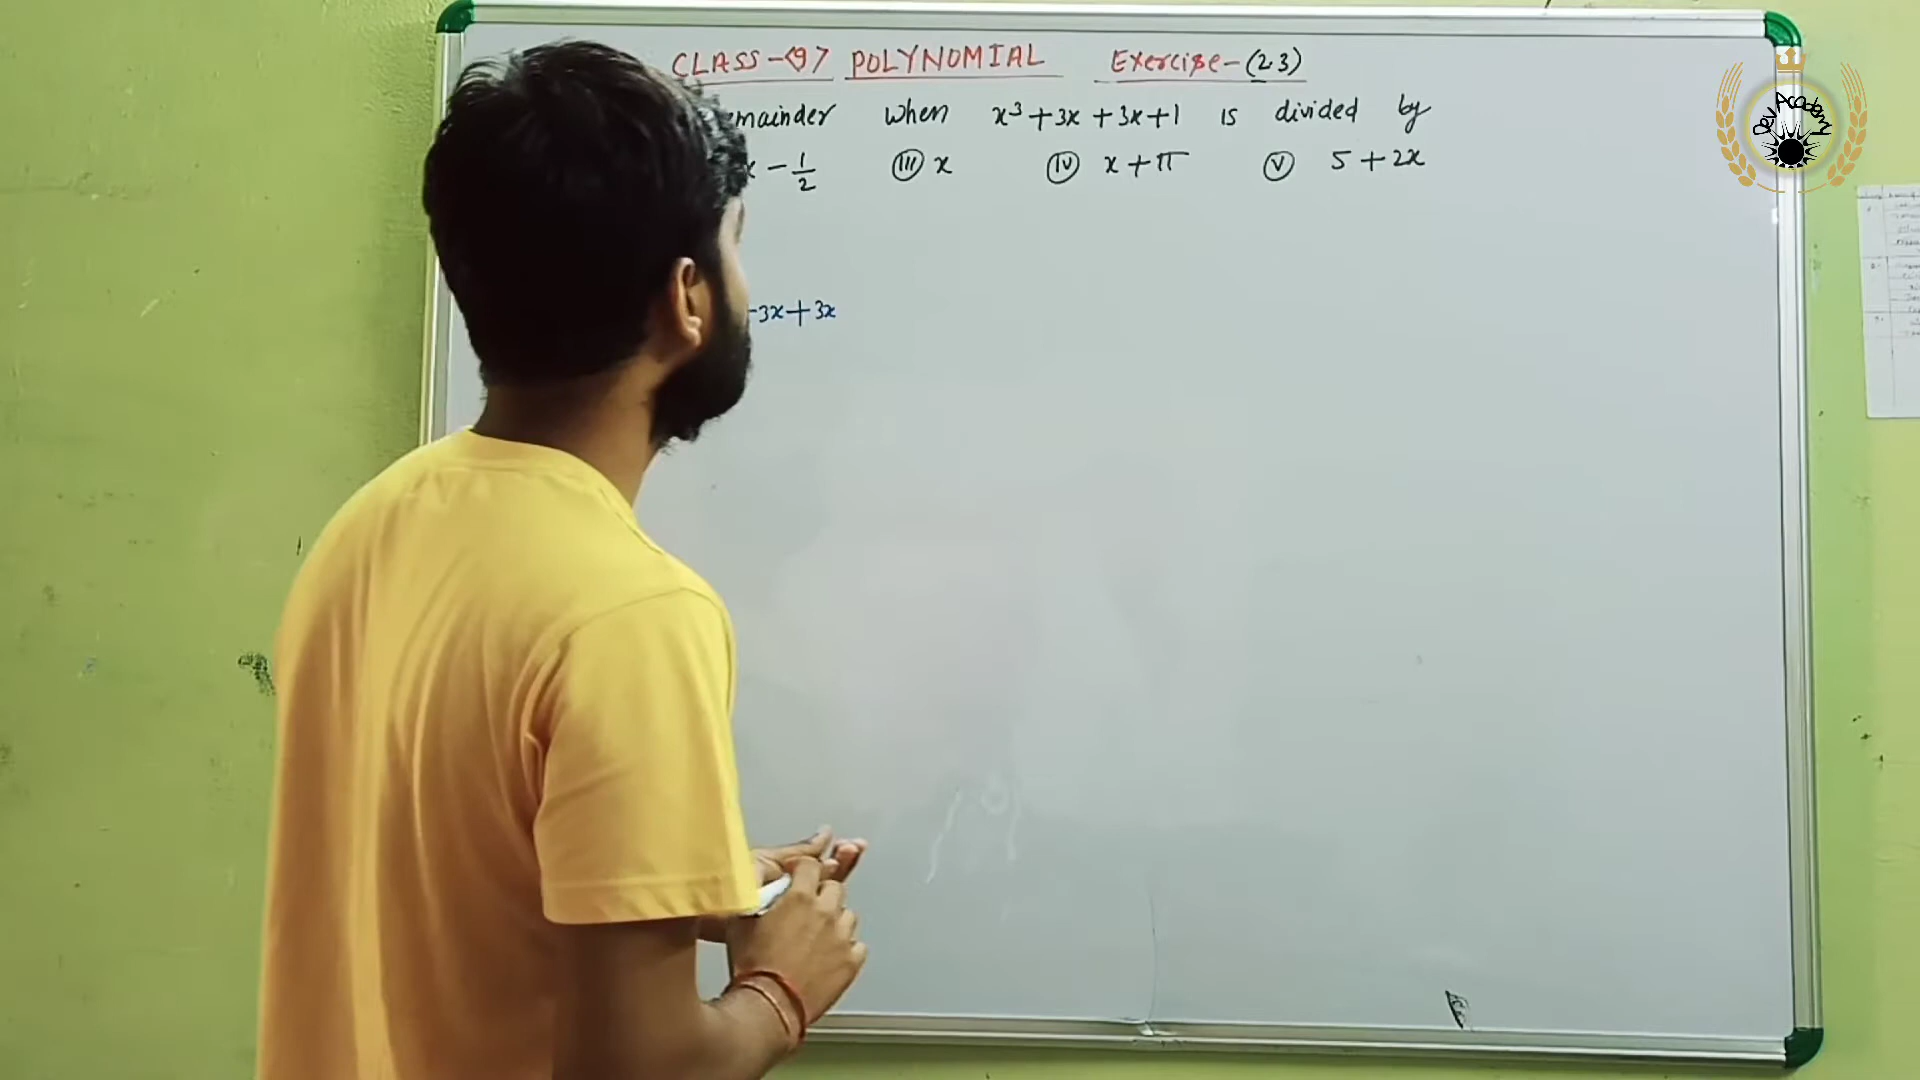 CLASS-<9> POLYNOMIAL Exercise-(2.3)
mainder when x³+3x+3x+1 is divided by
x - 1/2 (iii) x (iv) x+π (v) 5+2x
-3x+3x
Dev Academy